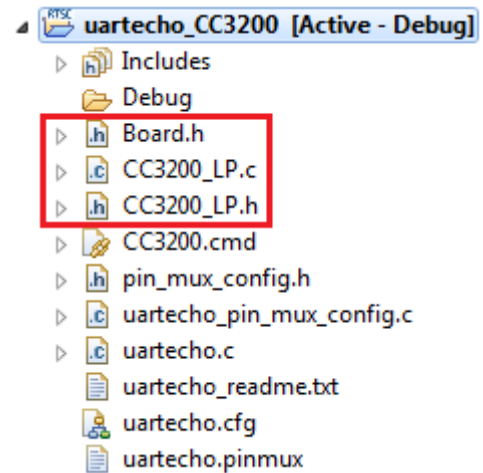 RTSC
uartecho_CC3200 [Active - Debug]
.h Includes
Debug
.h Board.h
.c CC3200_LP.c
.h CC3200_LP.h
CC3200.cmd
.h pin_mux_config.h
.c uartecho_pin_mux_config.c
.c uartecho.c
uartecho_readme.txt
uartecho.cfg
uartecho.pinmux